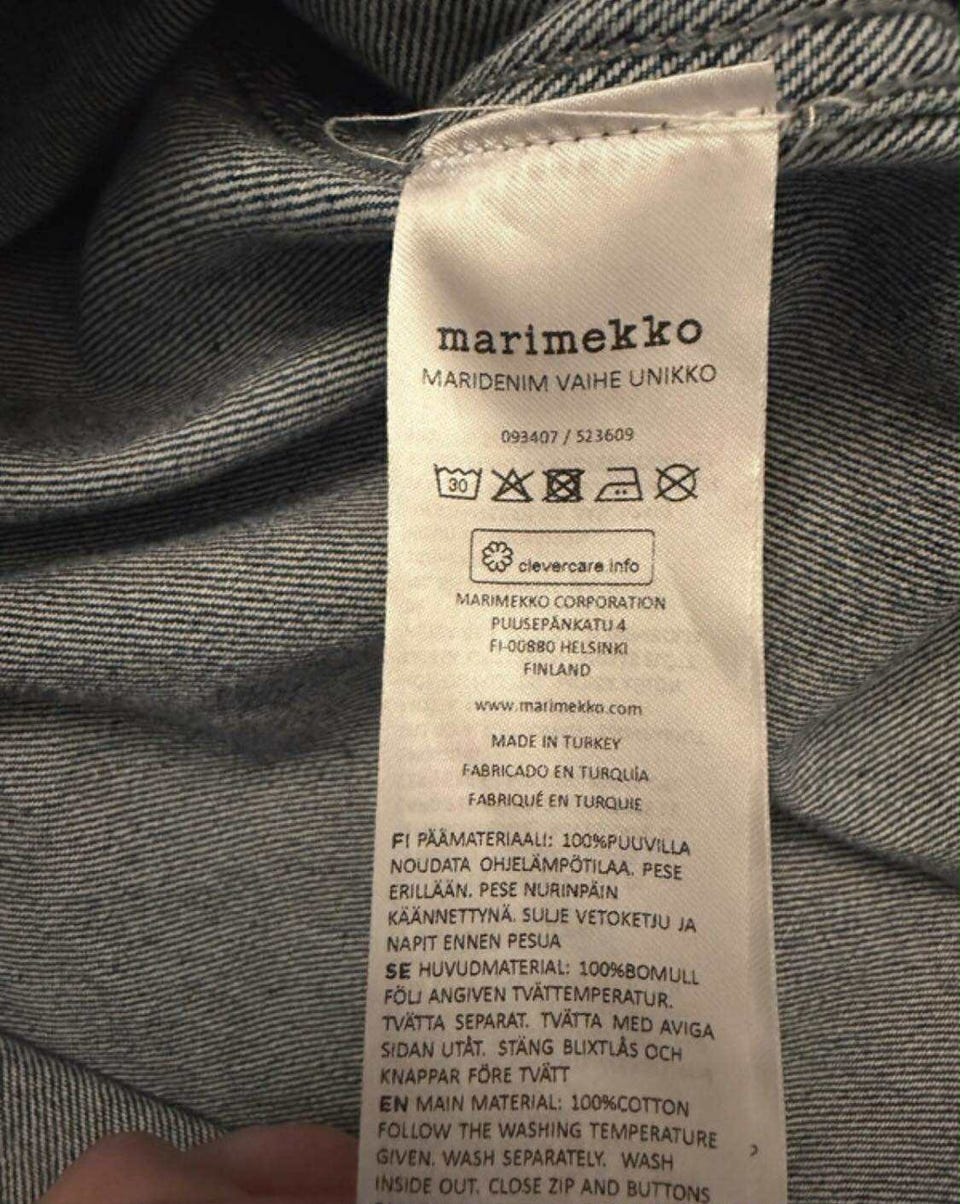 marimekko
MARIDENIM VAIHE UNIKKO
093407 / 523609
30
clevercare.info
MARIMEKKO CORPORATION
PUUSEPÄNKATU 4
FI-00880 HELSINKI
FINLAND
www.marimekko.com
MADE IN TURKEY
FABRICADO EN TURQUÍA
FABRIQUÉ EN TURQUIE
FI PÄÄMATERIAALI: 100%PUUVILLA
NOUDATA OHJELÄMPÖTILAA. PESE
ERILLÄÄN. PESE NURINPÄIN
KÄÄNNETTYNÄ. SULJE VETOKETJU JA
NAPIT ENNEN PESUA
SE HUVUDMATERIAL: 100%BOMULL
FÖLJ ANGIVEN TVÄTTEMPERATUR.
TVÄTTA SEPARAT. TVÄTTA MED AVIGA
SIDAN UTÅT. STÄNG BLIXTLÅS OCH
KNAPPAR FÖRE TVÄTT
EN MAIN MATERIAL: 100%COTTON
FOLLOW THE WASHING TEMPERATURE
GIVEN. WASH SEPARATELY. WASH
INSIDE OUT. CLOSE ZIP AND BUTTONS